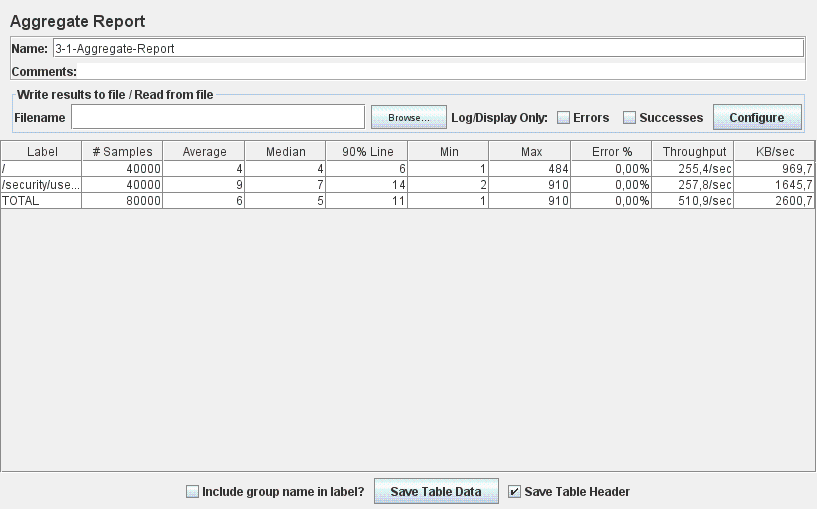 Aggregate Report
Name: 3-1-Aggregate-Report
Comments:
Write results to file / Read from file
Filename Browse... Log/Display Only: Errors Successes Configure
Label # Samples Average Median 90% Line Min Max Error % Throughput KB/sec
/ 40000 4 4 6 1 484 0,00% 255,4/sec 969,7
/security/use... 40000 9 7 14 2 910 0,00% 257,8/sec 1645,7
TOTAL 80000 6 5 11 1 910 0,00% 510,9/sec 2600,7
Include group name in label? Save Table Data Save Table Header